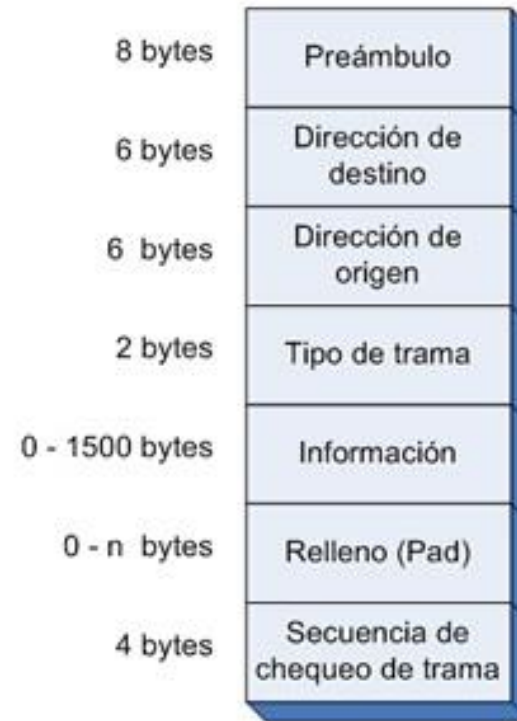 8 bytes Preámbulo
6 bytes Dirección de
destino
6 bytes Dirección de
origen
2 bytes Tipo de trama
0 - 1500 bytes Información
0 - n bytes Relleno (Pad)
4 bytes Secuencia de
chequeo de trama